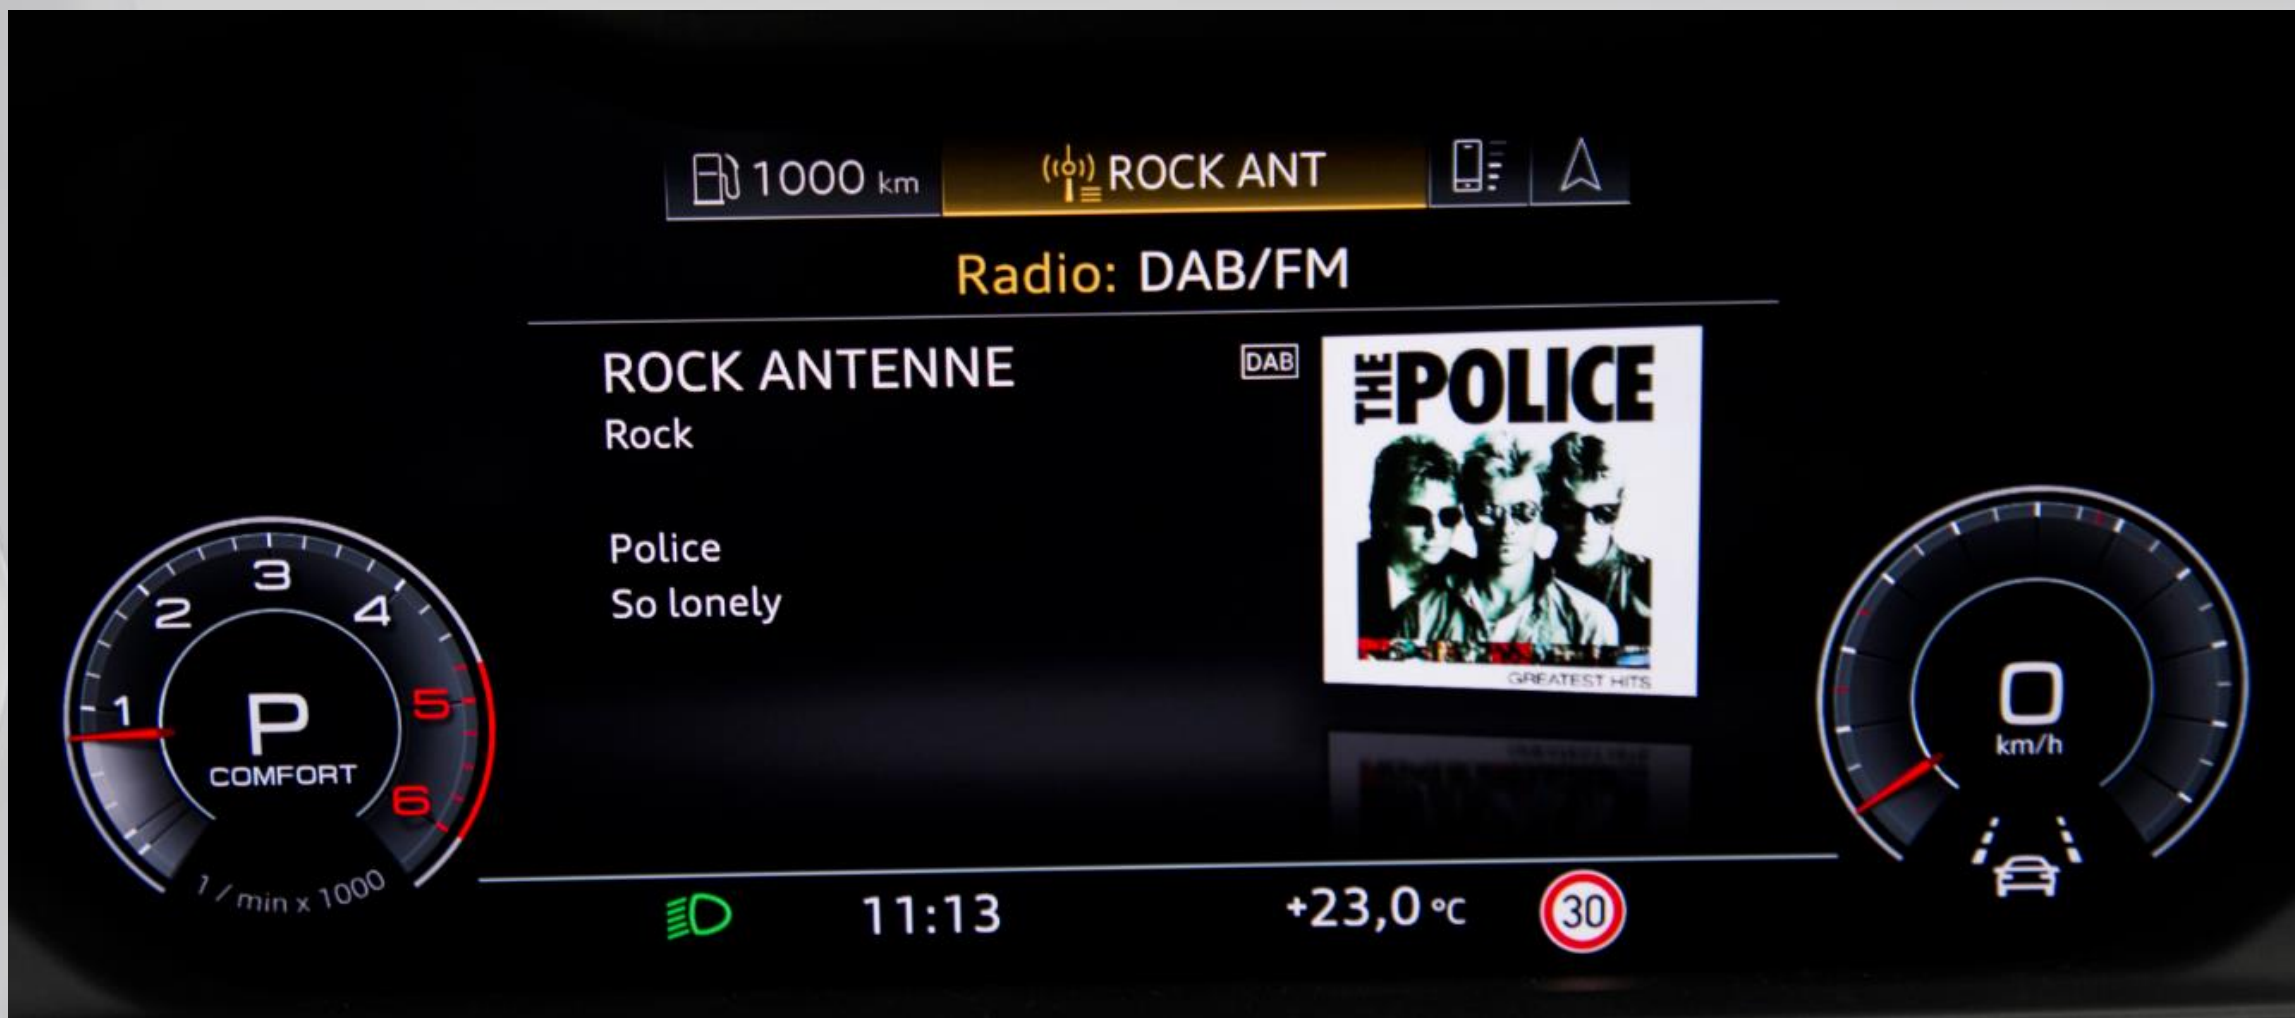 1000 km
ROCK ANT
Radio: DAB/FM
ROCK ANTENNE
DAB
Rock
Police
So lonely
THE POLICE
GREATEST HITS
1
2
3
4
5
6
P
COMFORT
1 / min x 1000
0
km/h
11:13
+23,0 °C
30